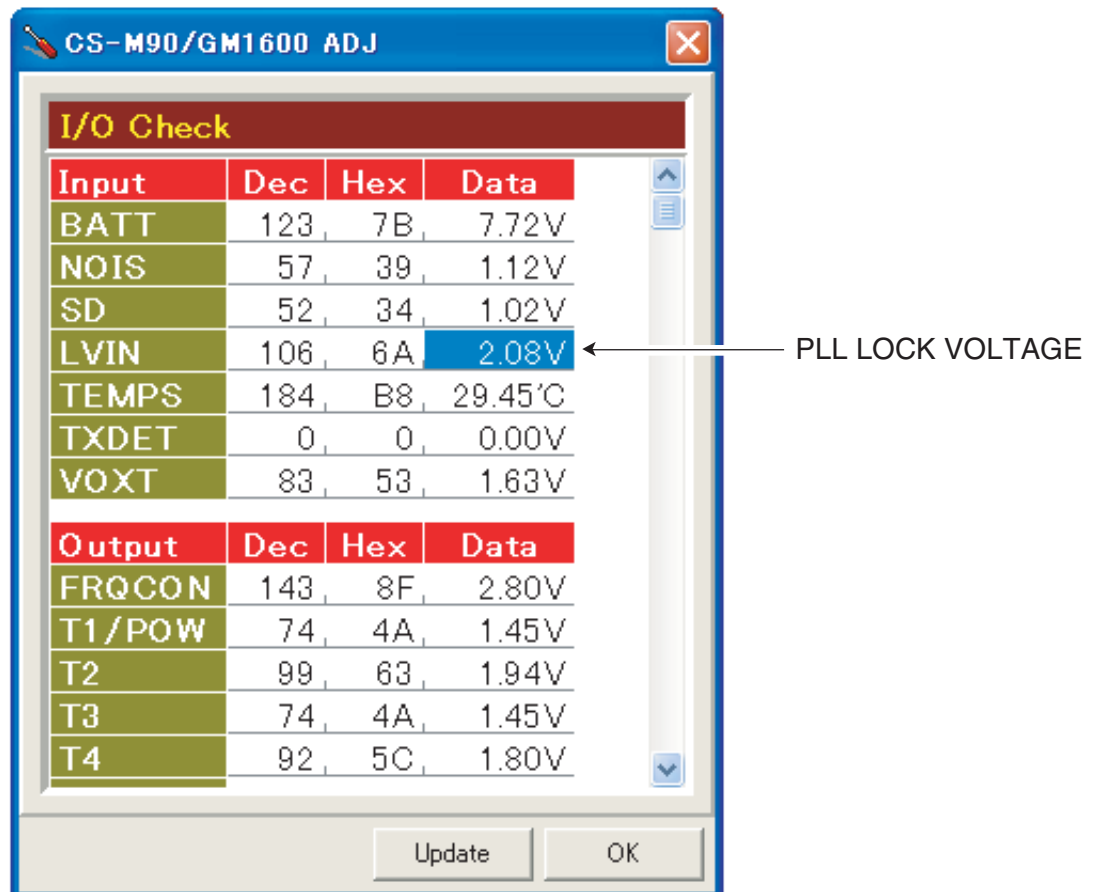 CS-M90/GM1600 ADJ
I/O Check
Input Dec Hex Data
BATT 123 7B 7.72V
NOIS 57 39 1.12V
SD 52 34 1.02V
LVIN 106 6A 2.08V
PLL LOCK VOLTAGE
TEMPS 184 B8 29.45'C
TXDET 0 0 0.00V
VOXT 83 53 1.63V
Output Dec Hex Data
FRQCON 143 8F 2.80V
T1/POW 74 4A 1.45V
T2 99 63 1.94V
T3 74 4A 1.45V
T4 92 5C 1.80V
Update OK